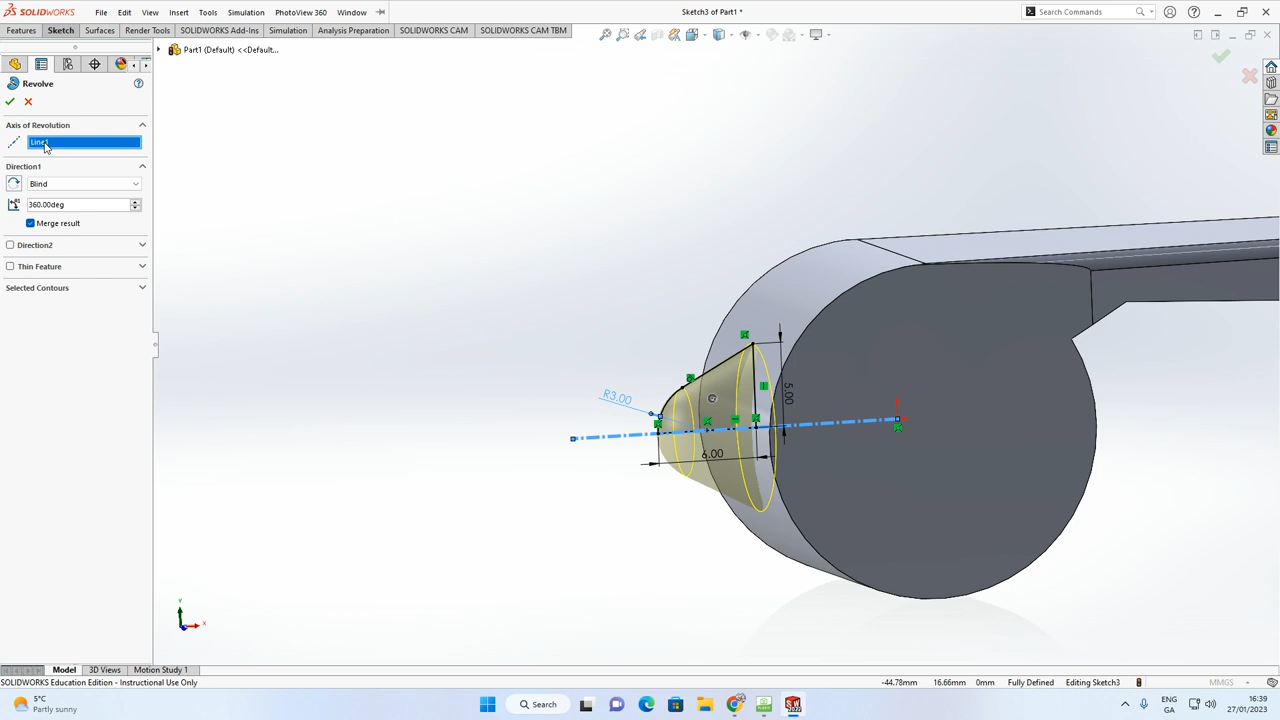 SOLIDWORKS File Edit View Insert Tools Simulation PhotoView 360 Window Sketch3 of Part1 * Search Commands
Features Sketch Surfaces Render Tools SOLIDWORKS Add-Ins Simulation Analysis Preparation SOLIDWORKS CAM SOLIDWORKS CAM TBM
Part1 (Default) <<Default...
Revolve
Axis of Revolution
Line1
Direction1
Blind
360.00deg
Merge result
Direction2
Thin Feature
Selected Contours
R3.00
5.00
6.00
Y
X
Model 3D Views Motion Study 1
SOLIDWORKS Education Edition - Instructional Use Only -44.78mm 16.66mm 0mm Fully Defined Editing Sketch3 MMGS
5°C
Partly sunny
Search
ENG
GA
16:39
27/01/2023